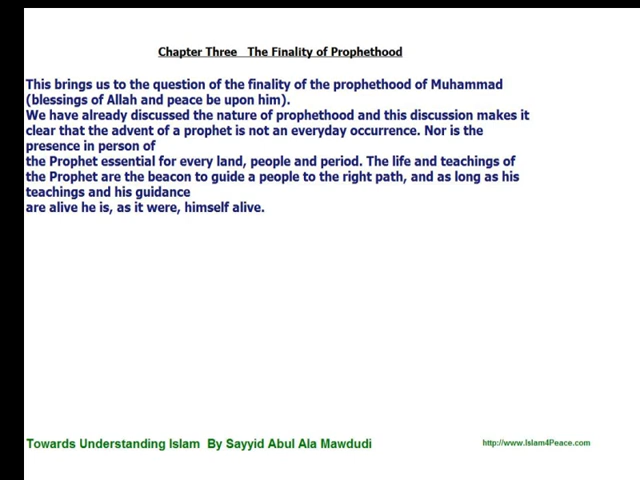 Chapter Three   The Finality of Prophethood
This brings us to the question of the finality of the prophethood of Muhammad
(blessings of Allah and peace be upon him).
We have already discussed the nature of prophethood and this discussion makes it
clear that the advent of a prophet is not an everyday occurrence. Nor is the
presence in person of
the Prophet essential for every land, people and period. The life and teachings of
the Prophet are the beacon to guide a people to the right path, and as long as his
teachings and his guidance
are alive he is, as it were, himself alive.
Towards Understanding Islam  By Sayyid Abul Ala Mawdudi
http://www.Islam4Peace.com